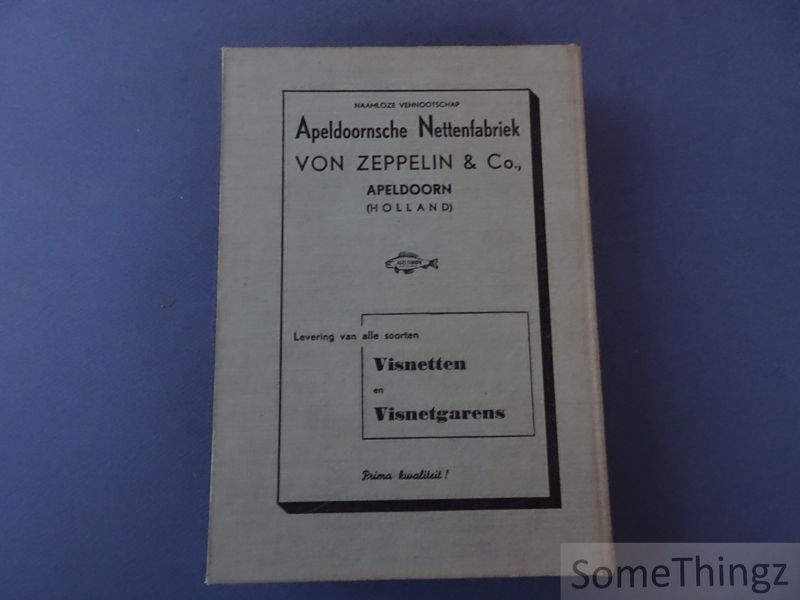 NAAMLOZE VENNOOTSCHAP
Apeldoornsche Nettenfabriek
VON ZEPPELIN & Co.,
APELDOORN
(HOLLAND)
Levering van alle soorten
Visnetten
en
Visnetgarens
Prima kwaliteit!
SomeThingz